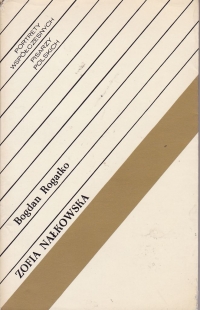 PORTRETY
WSPÓŁCZESNYCH
PISARZY
POLSKICH
Bogdan Rogatko
ZOFIA NAŁKOWSKA